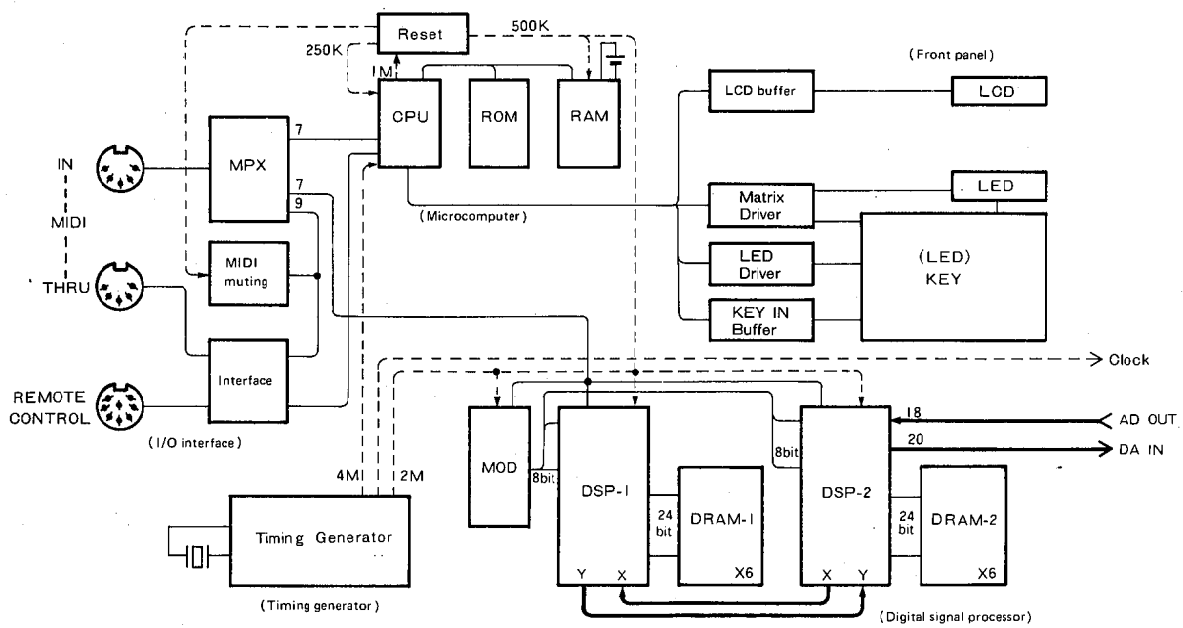 Reset
500K
250K
1M
CPU
ROM
RAM
(Front panel)
LCD buffer
LCD
MPX
7
7
9
IN
MIDI
THRU
MIDI
muting
(Microcomputer)
Matrix
Driver
LED
LED
Driver
(LED)
KEY
KEY IN
Buffer
Interface
REMOTE
CONTROL
(I/O interface)
Clock
4M
2M
MOD
8bit
DSP-1
24
bit
DRAM-1
X6
Y
X
8bit
DSP-2
18
AD OUT
20
DA IN
24
bit
DRAM-2
X6
X
Y
Timing Generator
(Timing generator)
(Digital signal processor)